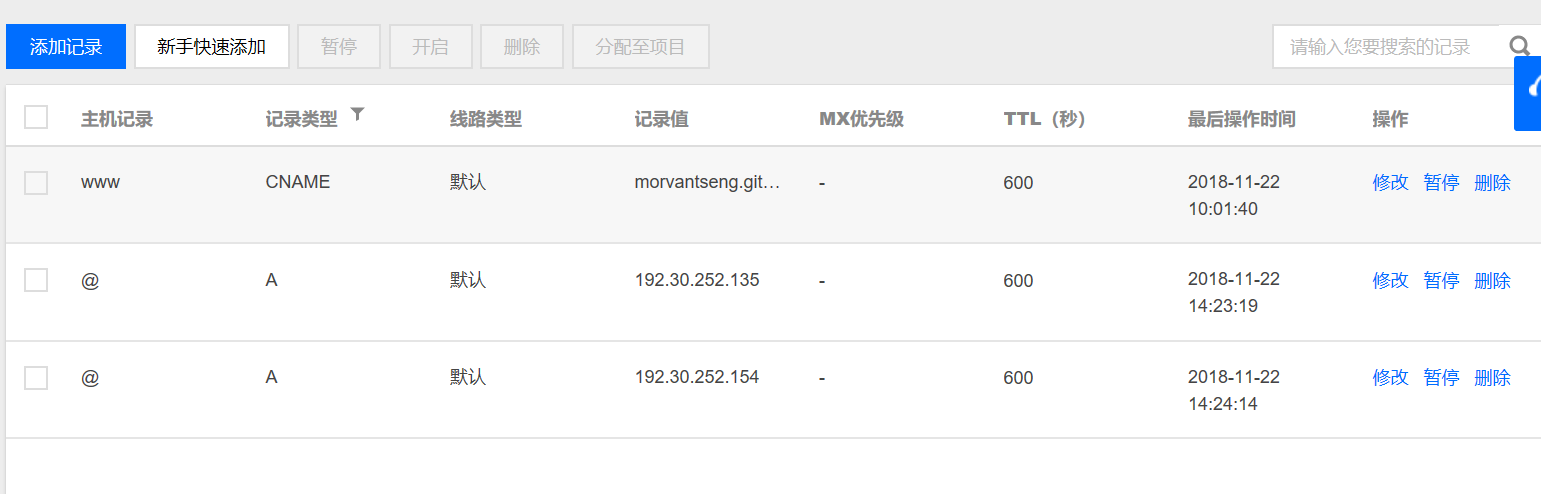 添加记录 新手快速添加 暂停 开启 删除 分配至项目 请输入您要搜索的记录
主机记录 记录类型 线路类型 记录值 MX优先级 TTL（秒） 最后操作时间 操作
www CNAME 默认 morvantseng.git… - 600 2018-11-22 修改 暂停 删除
10:01:40
@ A 默认 192.30.252.135 - 600 2018-11-22 修改 暂停 删除
14:23:19
@ A 默认 192.30.252.154 - 600 2018-11-22 修改 暂停 删除
14:24:14